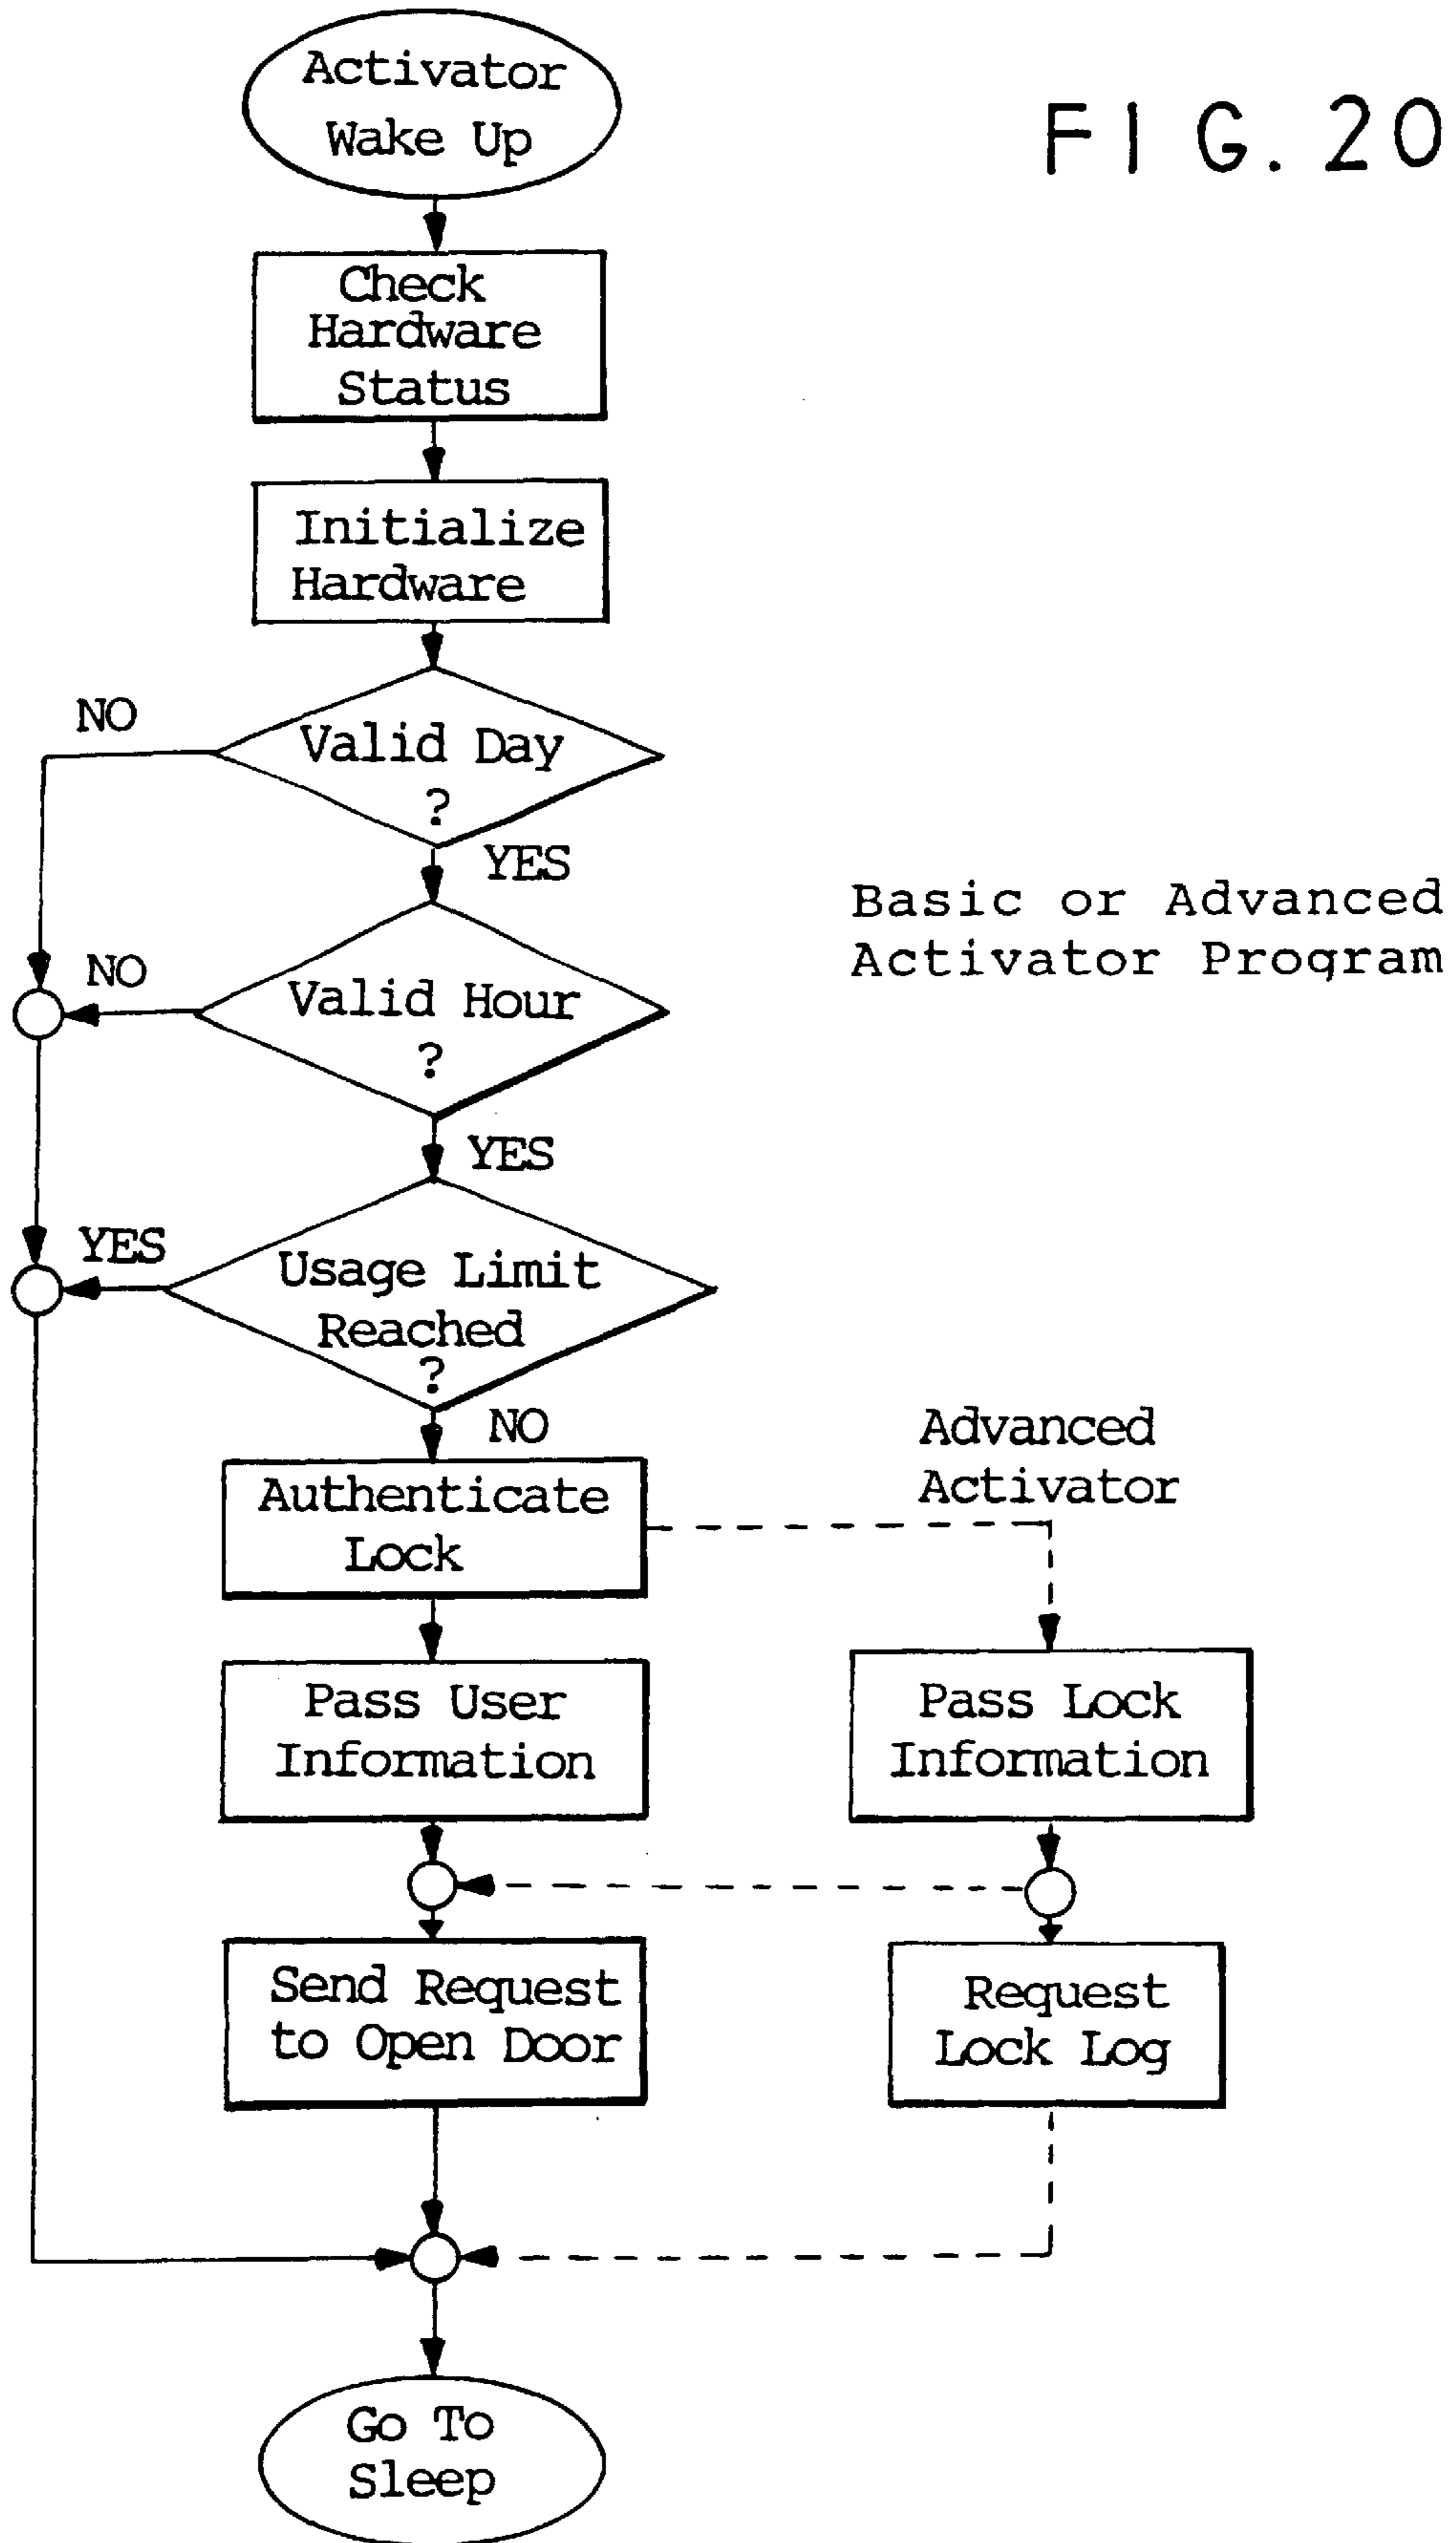 Activator
Wake Up
FIG.20
Check
Hardware
Status
Initialize
Hardware
NO
Valid Day
?
YES
Basic or Advanced
Activator Program
NO
Valid Hour
?
YES
YES
Usage Limit
Reached
?
NO
Advanced
Activator
Authenticate
Lock
Pass User
Information
Pass Lock
Information
Send Request
to Open Door
Request
Lock Log
Go To
Sleep